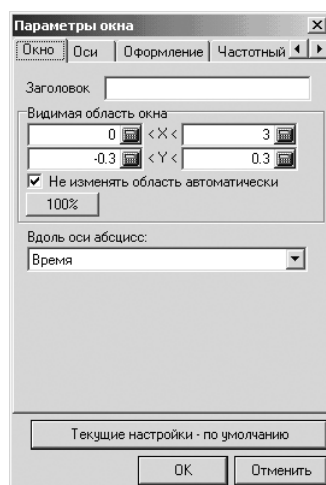 Параметры окна
Окно Оси Оформление Частотный
Заголовок
Видимая область окна
0 < X < 3
-0.3 < Y < 0.3
Не изменять область автоматически
100%
Вдоль оси абсцисс:
Время
Текущие настройки - по умолчанию
OK Отменить